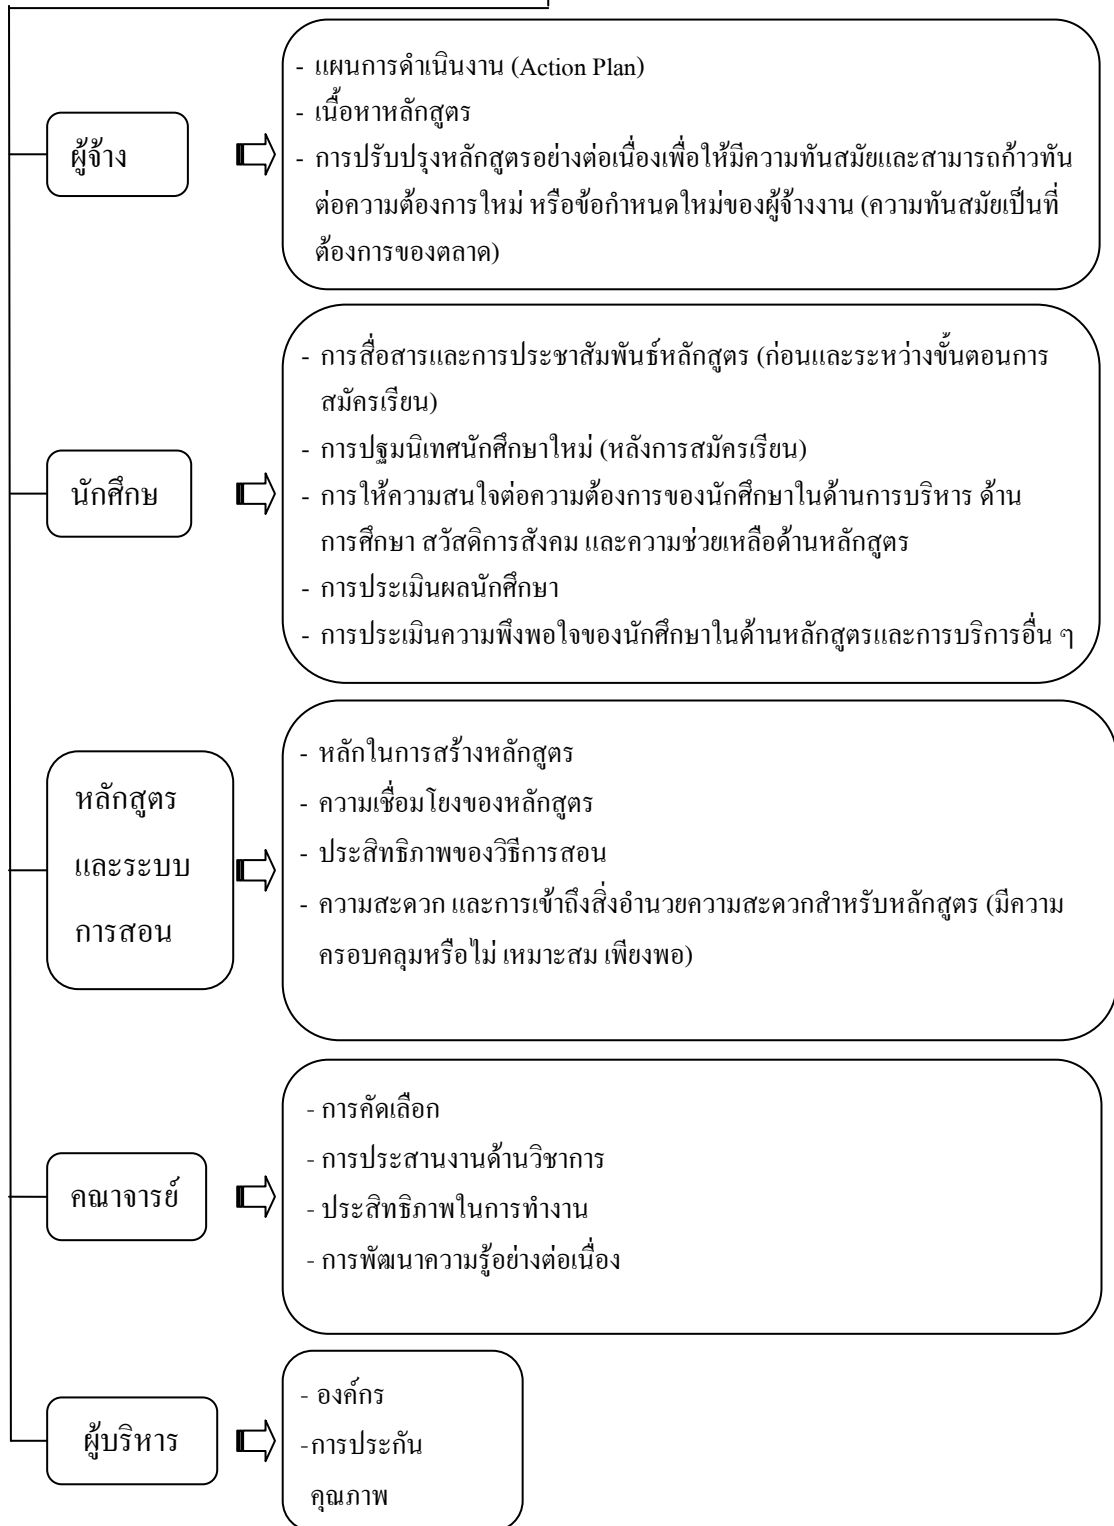 ผู้จ้าง
- แผนการดำเนินงาน (Action Plan)
- เนื้อหาหลักสูตร
- การปรับปรุงหลักสูตรอย่างต่อเนื่องเพื่อให้มีความทันสมัยและสามารถก้าวทัน
ต่อความต้องการใหม่ หรือข้อกำหนดใหม่ของผู้จ้างงาน (ความทันสมัยเป็นที่
ต้องการของตลาด)
นักศึกษ
- การสื่อสารและการประชาสัมพันธ์หลักสูตร (ก่อนและระหว่างขั้นตอนการ
สมัครเรียน)
- การปฐมนิเทศนักศึกษาใหม่ (หลังการสมัครเรียน)
- การให้ความสนใจต่อความต้องการของนักศึกษาในด้านการบริหาร ด้าน
การศึกษา สวัสดิการสังคม และความช่วยเหลือด้านหลักสูตร
- การประเมินผลนักศึกษา
- การประเมินความพึงพอใจของนักศึกษาในด้านหลักสูตรและการบริการอื่น ๆ
หลักสูตร
และระบบ
การสอน
- หลักในการสร้างหลักสูตร
- ความเชื่อมโยงของหลักสูตร
- ประสิทธิภาพของวิธีการสอน
- ความสะดวก และการเข้าถึงสิ่งอำนวยความสะดวกสำหรับหลักสูตร (มีความ
ครอบคลุมหรือไม่ เหมาะสม เพียงพอ)
คณาจารย์
- การคัดเลือก
- การประสานงานด้านวิชาการ
- ประสิทธิภาพในการทำงาน
- การพัฒนาความรู้อย่างต่อเนื่อง
ผู้บริหาร
- องค์กร
-การประกัน
คุณภาพ